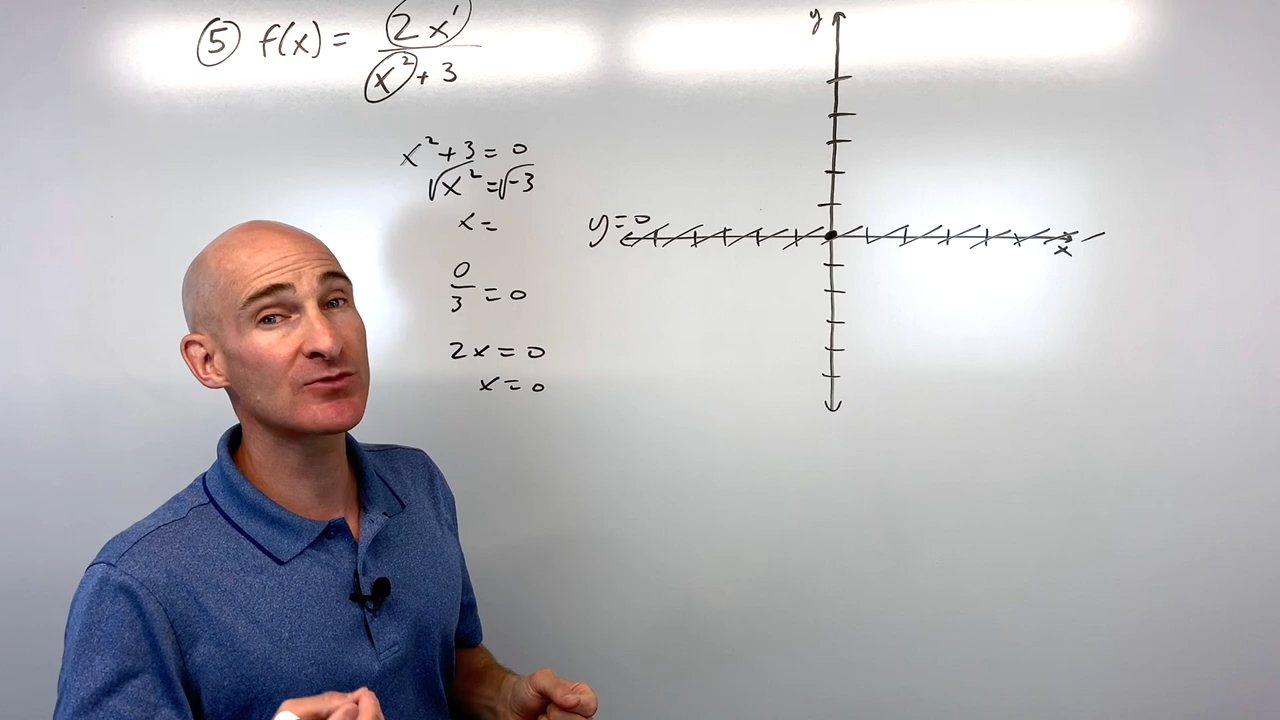 ⑤ f(x) = 2x¹ / x² + 3
x² + 3 = 0
√x² = √-3
x =
0/3 = 0
2x = 0
x = 0
y
y = 0
x